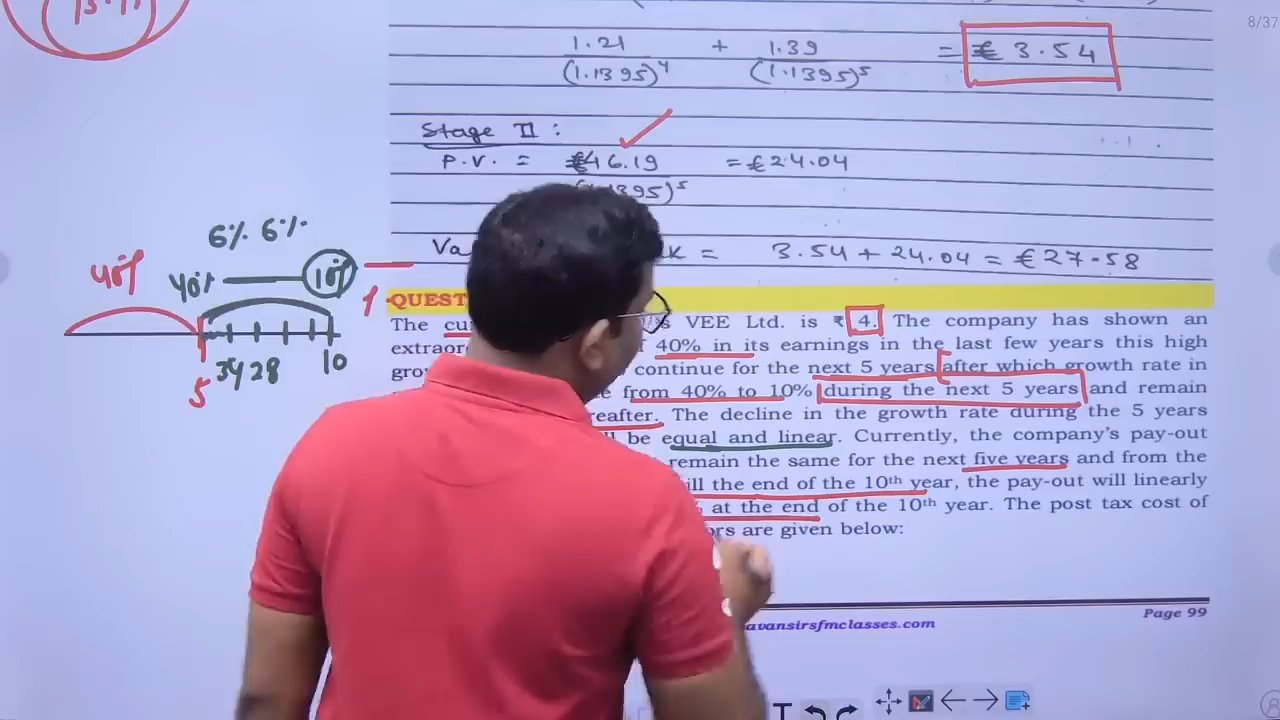 15.41
8/37
1.21 + 1.39 = € 3.54
(1.1395)⁴ (1.1395)⁵
Stage II :
P.V. = €46.19 = €24.04
1395)⁵
Va k = 3.54 + 24.04 = € 27.58
6% 6%
40% 40% 10%
1
34 28 10
5
QUEST
The cu s VEE Ltd. is ₹ 4. The company has shown an
extraor 40% in its earnings in the last few years this high
gro continue for the next 5 years after which growth rate in
from 40% to 10% during the next 5 years and remain
reafter. The decline in the growth rate during the 5 years
ll be equal and linear. Currently, the company's pay-out
remain the same for the next five years and from the
ill the end of the 10th year, the pay-out will linearly
% at the end of the 10th year. The post tax cost of
ors are given below:
avansirsfmclasses.com
Page 99
T